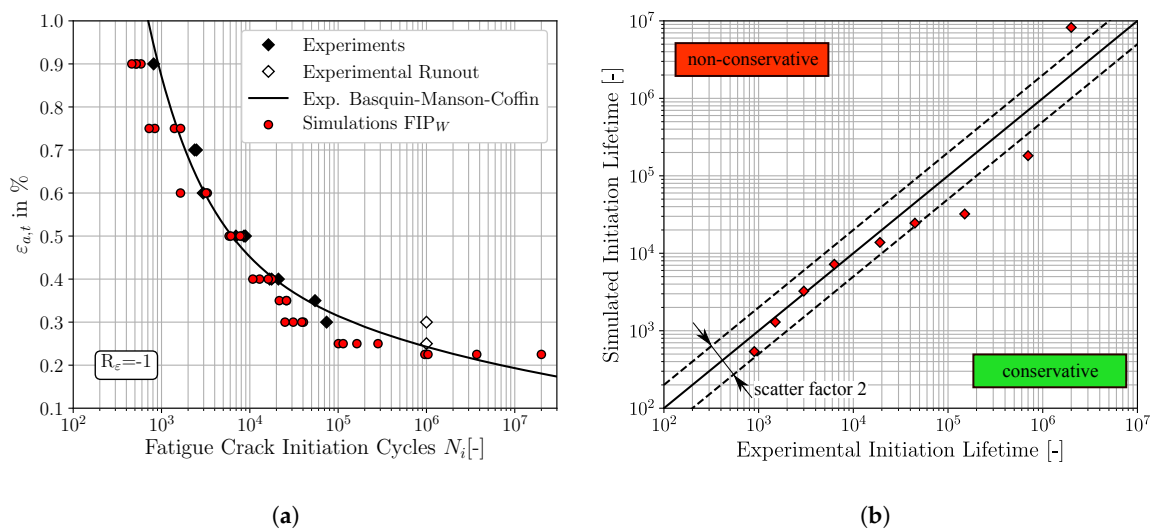 1.0
0.9
0.8
0.7
0.6
0.5
0.4
0.3
0.2
0.1
ε_{a,t} in %
Experiments
Experimental Runout
Exp. Basquin-Manson-Coffin
Simulations FIP_W
R_ε=-1
10^2 10^3 10^4 10^5 10^6 10^7
Fatigue Crack Initiation Cycles N_i[-]
(a)
10^7
10^6
10^5
10^4
10^3
10^2
Simulated Initiation Lifetime [-]
non-conservative
conservative
scatter factor 2
10^2 10^3 10^4 10^5 10^6 10^7
Experimental Initiation Lifetime [-]
(b)